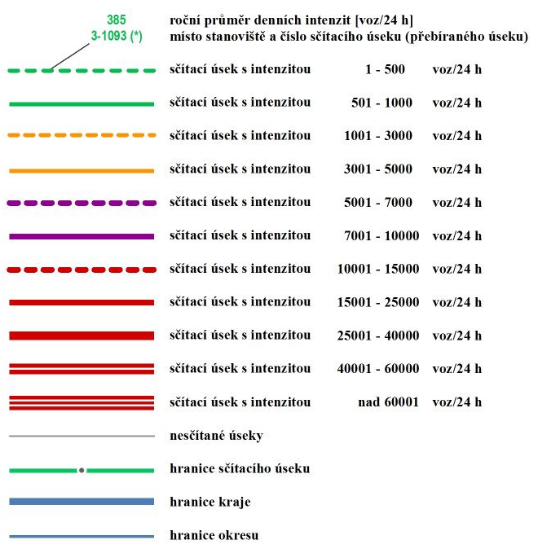 385 roční průměr denních intenzit [voz/24 h]
3-1093 (*) místo stanoviště a číslo sčítacího úseku (přebíraného úseku)
sčítací úsek s intenzitou 1 - 500 voz/24 h
sčítací úsek s intenzitou 501 - 1000 voz/24 h
sčítací úsek s intenzitou 1001 - 3000 voz/24 h
sčítací úsek s intenzitou 3001 - 5000 voz/24 h
sčítací úsek s intenzitou 5001 - 7000 voz/24 h
sčítací úsek s intenzitou 7001 - 10000 voz/24 h
sčítací úsek s intenzitou 10001 - 15000 voz/24 h
sčítací úsek s intenzitou 15001 - 25000 voz/24 h
sčítací úsek s intenzitou 25001 - 40000 voz/24 h
sčítací úsek s intenzitou 40001 - 60000 voz/24 h
sčítací úsek s intenzitou nad 60001 voz/24 h
nesčítané úseky
hranice sčítacího úseku
hranice kraje
hranice okresu